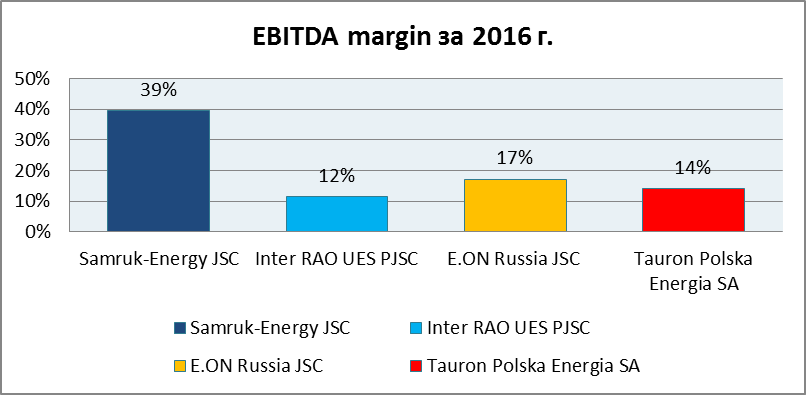 EBITDA margin за 2016 г.
50%
40%
30%
20%
10%
0%
39%
12%
17%
14%
Samruk-Energy JSC
Inter RAO UES PJSC
E.ON Russia JSC
Tauron Polska
Energia SA
Samruk-Energy JSC
Inter RAO UES PJSC
E.ON Russia JSC
Tauron Polska Energia SA